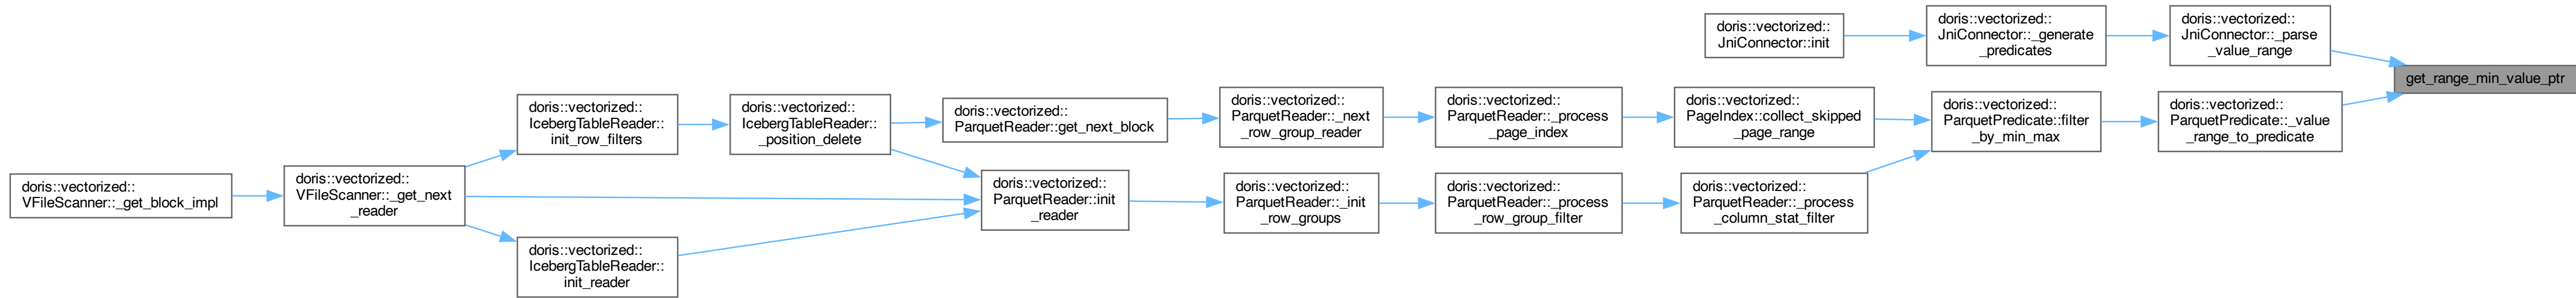 doris::vectorized::
JniConnector::init
doris::vectorized::
JniConnector::_generate
_predicates
doris::vectorized::
JniConnector::_parse
_value_range
get_range_min_value_ptr
doris::vectorized::
IcebergTableReader::
init_row_filters
doris::vectorized::
IcebergTableReader::
_position_delete
doris::vectorized::
ParquetReader::get_next_block
doris::vectorized::
ParquetReader::_next
_row_group_reader
doris::vectorized::
ParquetReader::_process
_page_index
doris::vectorized::
PageIndex::collect_skipped
_page_range
doris::vectorized::
ParquetPredicate::filter
_by_min_max
doris::vectorized::
ParquetPredicate::_value
_range_to_predicate
doris::vectorized::
VFileScanner::_get_block_impl
doris::vectorized::
VFileScanner::_get_next
_reader
doris::vectorized::
ParquetReader::init
_reader
doris::vectorized::
ParquetReader::_init
_row_groups
doris::vectorized::
ParquetReader::_process
_row_group_filter
doris::vectorized::
ParquetReader::_process
_column_stat_filter
doris::vectorized::
IcebergTableReader::
init_reader